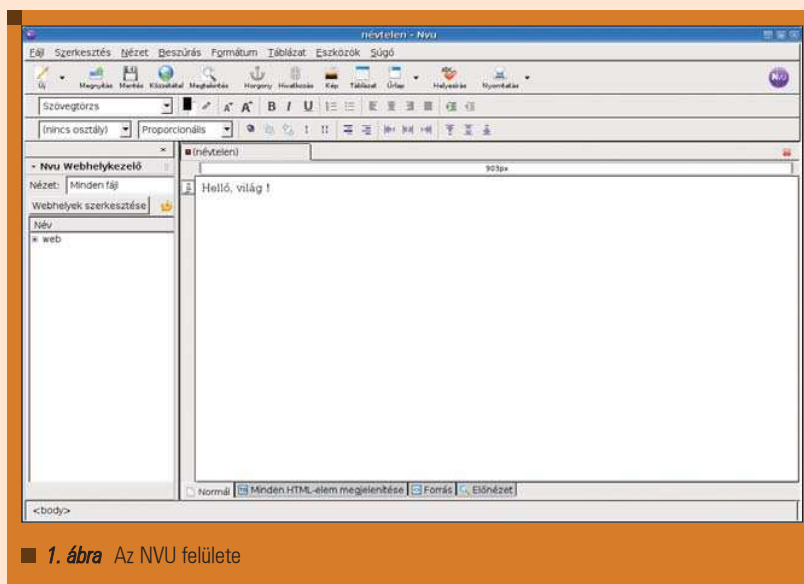 névtelen - Nvu
Fájl Szerkesztés Nézet Beszúrás Formátum Táblázat Eszközök Súgó
Új Megnyitás Mentés Közzététel Megtekintés Horgony Hivatkozás Kép Táblázat Űrlap Helyesírás Nyomtatás
Nvu
Szövegtörzs
B I U
(nincs osztály) Proporcionális
(névtelen)
Nvu Webhelykezelő
903px
Nézet: Minden fájl
Helló, világ !
Webhelyek szerkesztése
Név
web
Normál Minden HTML-elem megjelenítése Forrás Előnézet
<body>
1. ábra Az NVU felülete